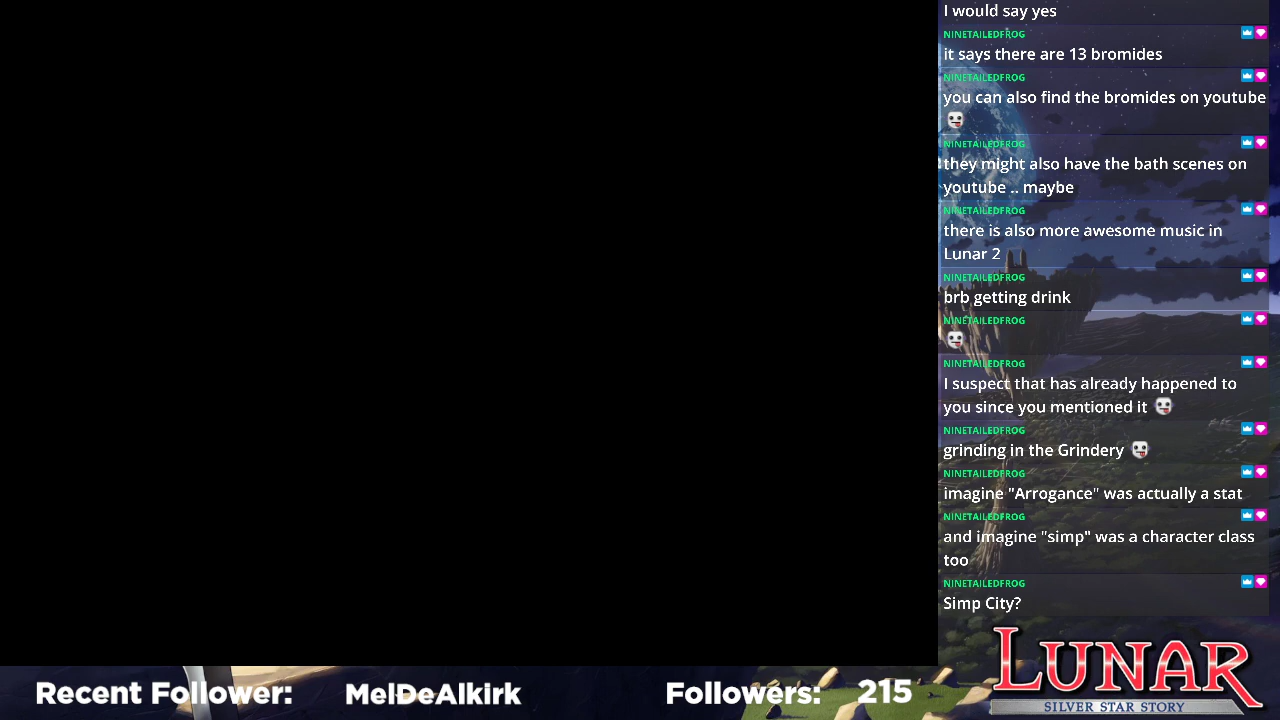 I would say yes
NINETAILEDFROG
it says there are 13 bromides
NINETAILEDFROG
you can also find the bromides on youtube
NINETAILEDFROG
they might also have the bath scenes on
youtube .. maybe
NINETAILEDFROG
there is also more awesome music in
Lunar 2
NINETAILEDFROG
brb getting drink
NINETAILEDFROG
NINETAILEDFROG
I suspect that has already happened to
you since you mentioned it
NINETAILEDFROG
grinding in the Grindery
NINETAILEDFROG
imagine "Arrogance" was actually a stat
NINETAILEDFROG
and imagine "simp" was a character class
too
NINETAILEDFROG
Simp City?
LUNAR
SILVER STAR STORY
Recent Follower: MelDeAlkirk Followers: 215